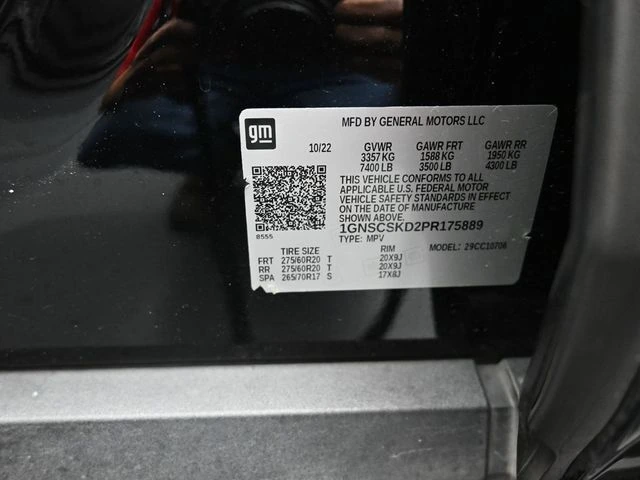 gm
MFD BY GENERAL MOTORS LLC
10/22 GVWR GAWR FRT GAWR RR
3357 KG 1588 KG 1950 KG
7400 LB 3500 LB 4300 LB
THIS VEHICLE CONFORMS TO ALL
APPLICABLE U.S. FEDERAL MOTOR
VEHICLE SAFETY STANDARDS IN EFFECT
ON THE DATE OF MANUFACTURE
SHOWN ABOVE.
1GNSCSKD2PR175889
8555
TYPE: MPV MODEL: 29CC10706
TIRE SIZE RIM
FRT 275/60R20 T 20X9J
RR 275/60R20 T 20X9J
SPA 265/70R17 S 17X8J